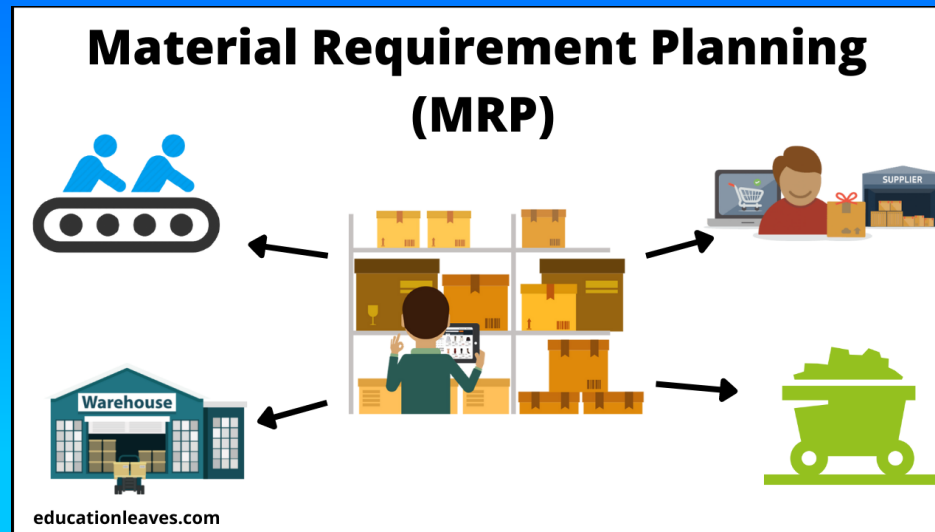 Material Requirement Planning
(MRP)
SUPPLIER
Warehouse
educationleaves.com